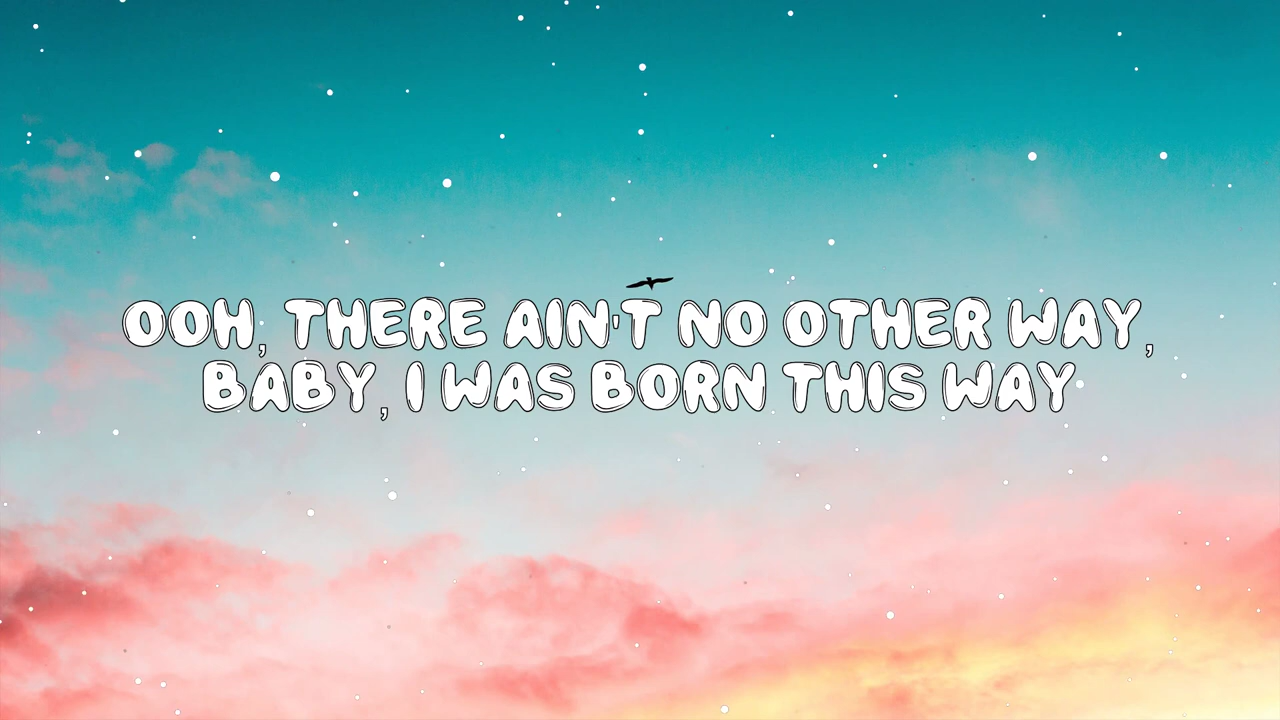 OOH, THERE AIN'T NO OTHER WAY,
BABY, I WAS BORN THIS WAY